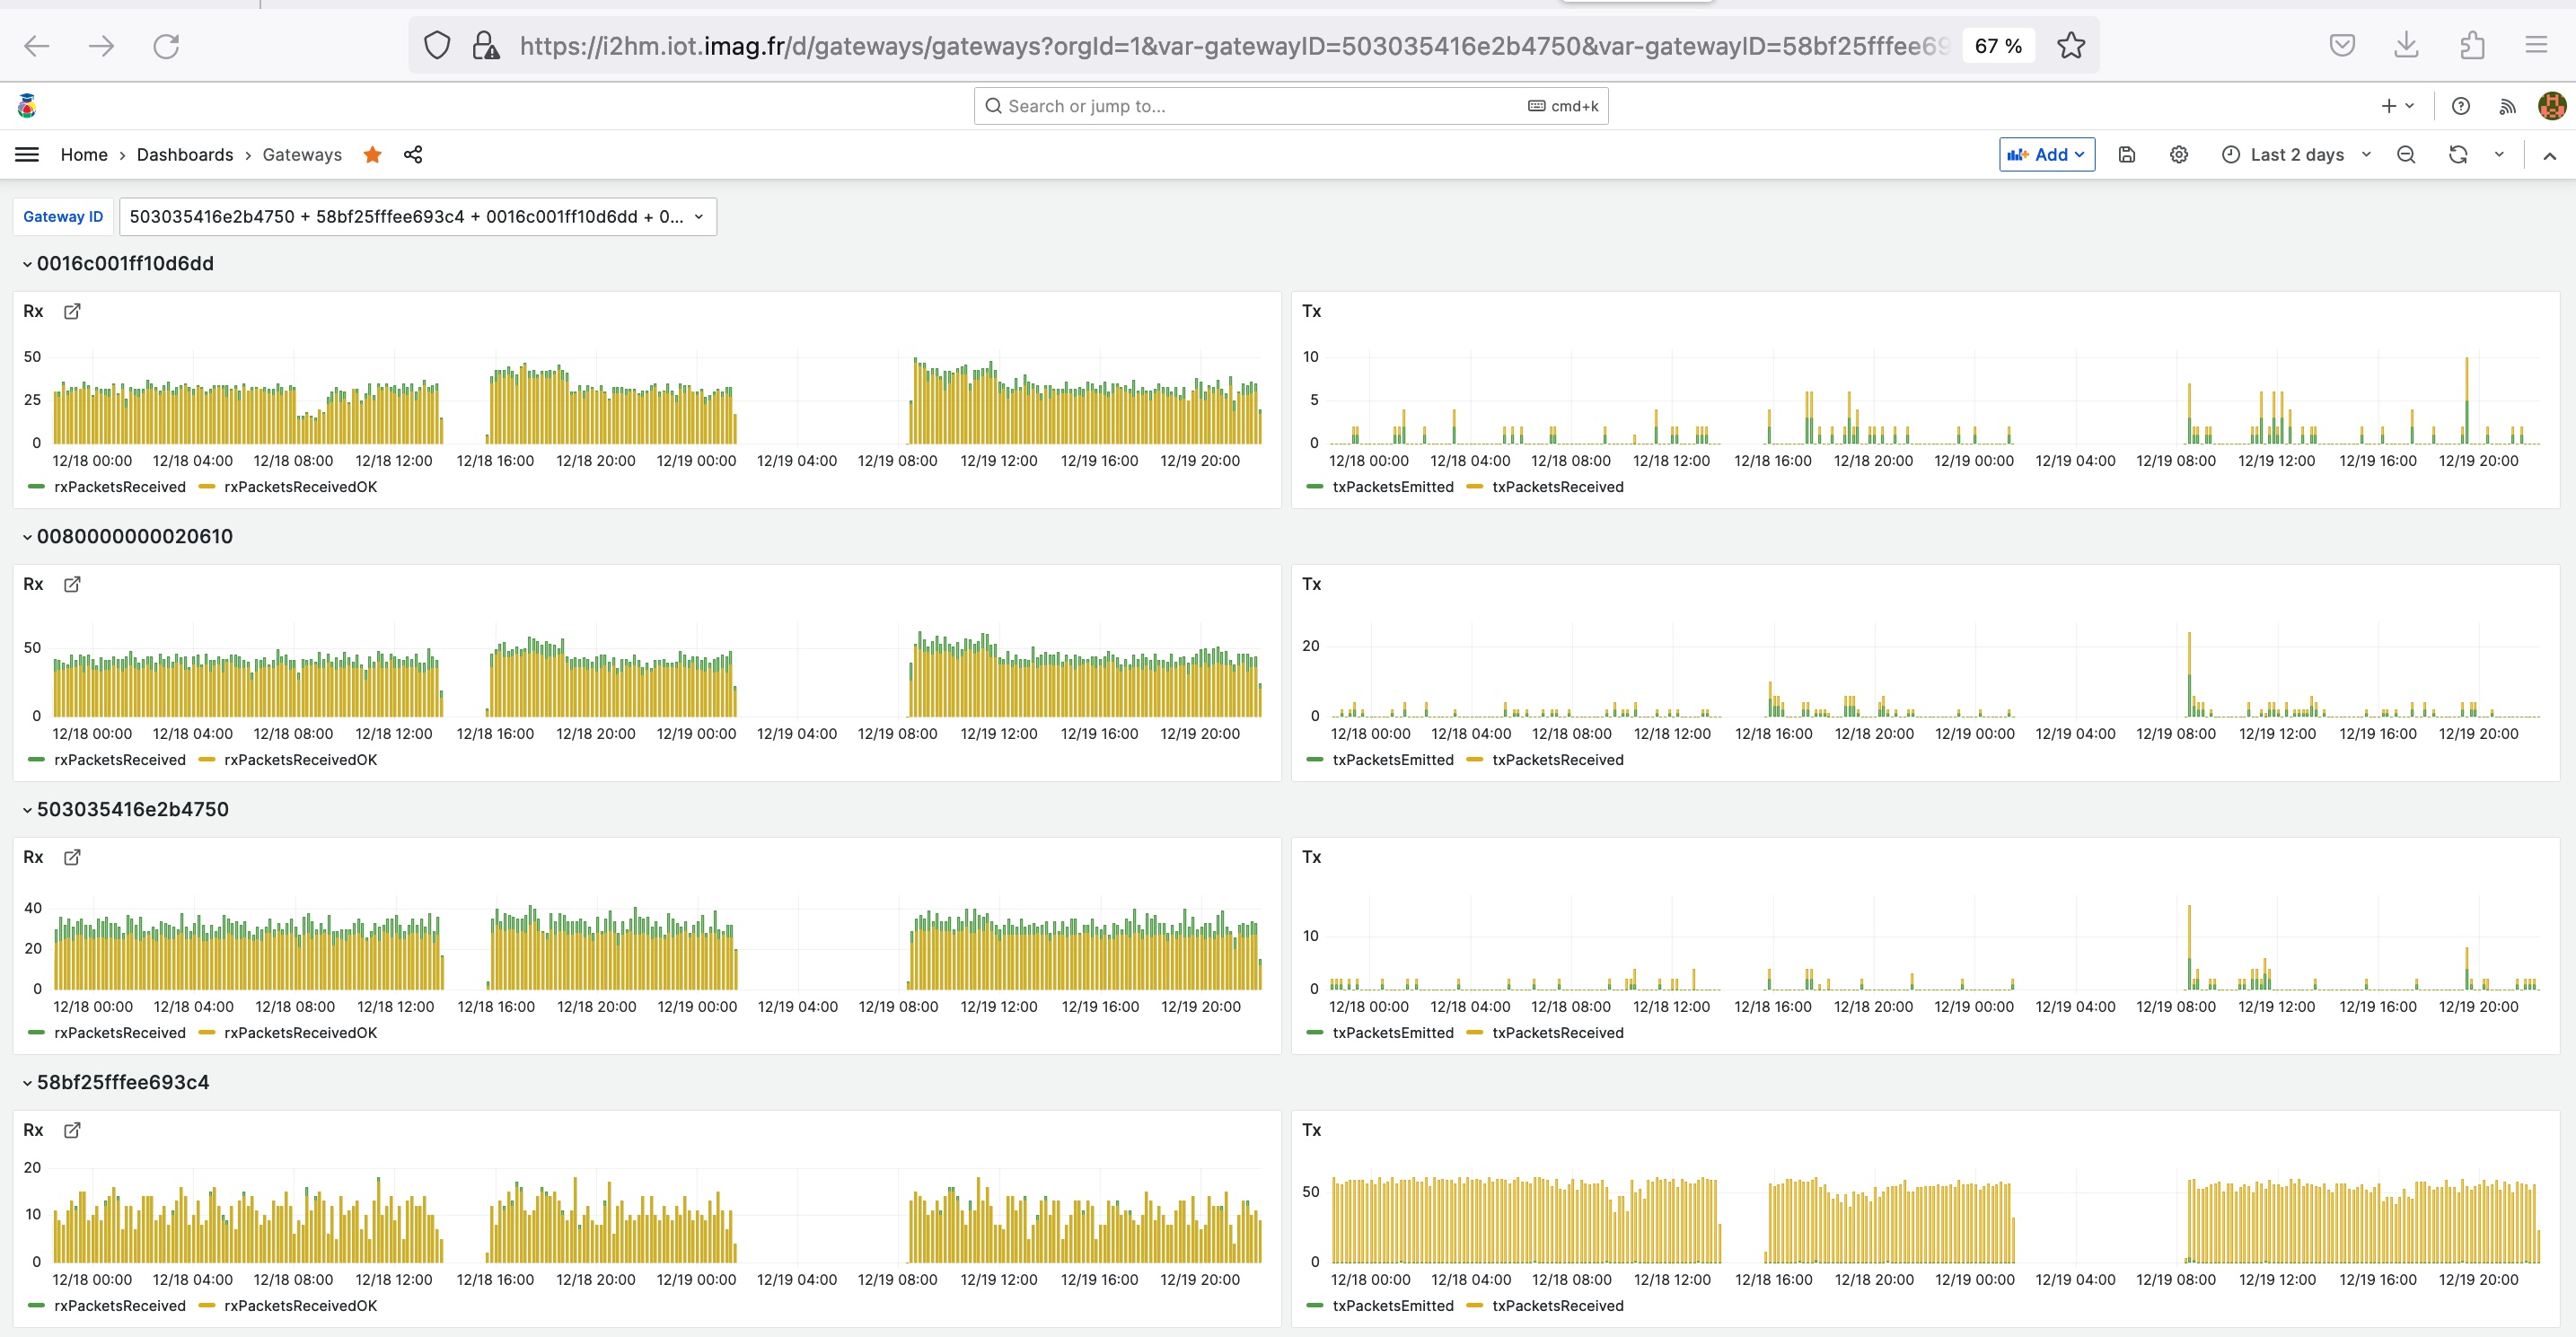 https://i2hm.iot.imag.fr/d/gateways/gateways?orgId=1&var-gatewayID=503035416e2b4750&var-gatewayID=58bf25fffee69 67 %
Search or jump to... cmd+k
Home › Dashboards › Gateways Add Last 2 days
Gateway ID 503035416e2b4750 + 58bf25fffee693c4 + 0016c001ff10d6dd + 0...
0016c001ff10d6dd
Rx
50
25
0
12/18 00:00 12/18 04:00 12/18 08:00 12/18 12:00 12/18 16:00 12/18 20:00 12/19 00:00 12/19 04:00 12/19 08:00 12/19 12:00 12/19 16:00 12/19 20:00
rxPacketsReceived rxPacketsReceivedOK
Tx
10
5
0
12/18 00:00 12/18 04:00 12/18 08:00 12/18 12:00 12/18 16:00 12/18 20:00 12/19 00:00 12/19 04:00 12/19 08:00 12/19 12:00 12/19 16:00 12/19 20:00
txPacketsEmitted txPacketsReceived
0080000000020610
Rx
50
0
12/18 00:00 12/18 04:00 12/18 08:00 12/18 12:00 12/18 16:00 12/18 20:00 12/19 00:00 12/19 04:00 12/19 08:00 12/19 12:00 12/19 16:00 12/19 20:00
rxPacketsReceived rxPacketsReceivedOK
Tx
20
0
12/18 00:00 12/18 04:00 12/18 08:00 12/18 12:00 12/18 16:00 12/18 20:00 12/19 00:00 12/19 04:00 12/19 08:00 12/19 12:00 12/19 16:00 12/19 20:00
txPacketsEmitted txPacketsReceived
503035416e2b4750
Rx
40
20
0
12/18 00:00 12/18 04:00 12/18 08:00 12/18 12:00 12/18 16:00 12/18 20:00 12/19 00:00 12/19 04:00 12/19 08:00 12/19 12:00 12/19 16:00 12/19 20:00
rxPacketsReceived rxPacketsReceivedOK
Tx
10
0
12/18 00:00 12/18 04:00 12/18 08:00 12/18 12:00 12/18 16:00 12/18 20:00 12/19 00:00 12/19 04:00 12/19 08:00 12/19 12:00 12/19 16:00 12/19 20:00
txPacketsEmitted txPacketsReceived
58bf25fffee693c4
Rx
20
10
0
12/18 00:00 12/18 04:00 12/18 08:00 12/18 12:00 12/18 16:00 12/18 20:00 12/19 00:00 12/19 04:00 12/19 08:00 12/19 12:00 12/19 16:00 12/19 20:00
rxPacketsReceived rxPacketsReceivedOK
Tx
50
0
12/18 00:00 12/18 04:00 12/18 08:00 12/18 12:00 12/18 16:00 12/18 20:00 12/19 00:00 12/19 04:00 12/19 08:00 12/19 12:00 12/19 16:00 12/19 20:00
txPacketsEmitted txPacketsReceived